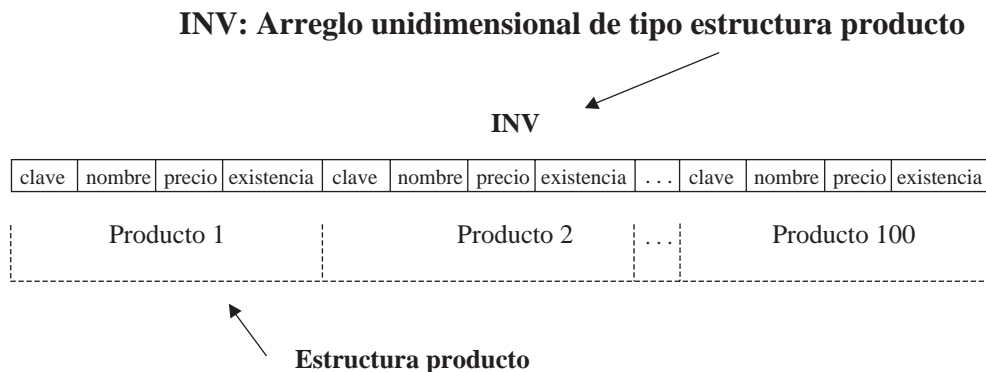 INV: Arreglo unidimensional de tipo estructura producto
INV
clave nombre precio existencia clave nombre precio existencia . . . clave nombre precio existencia
Producto 1 Producto 2 . . . Producto 100
Estructura producto